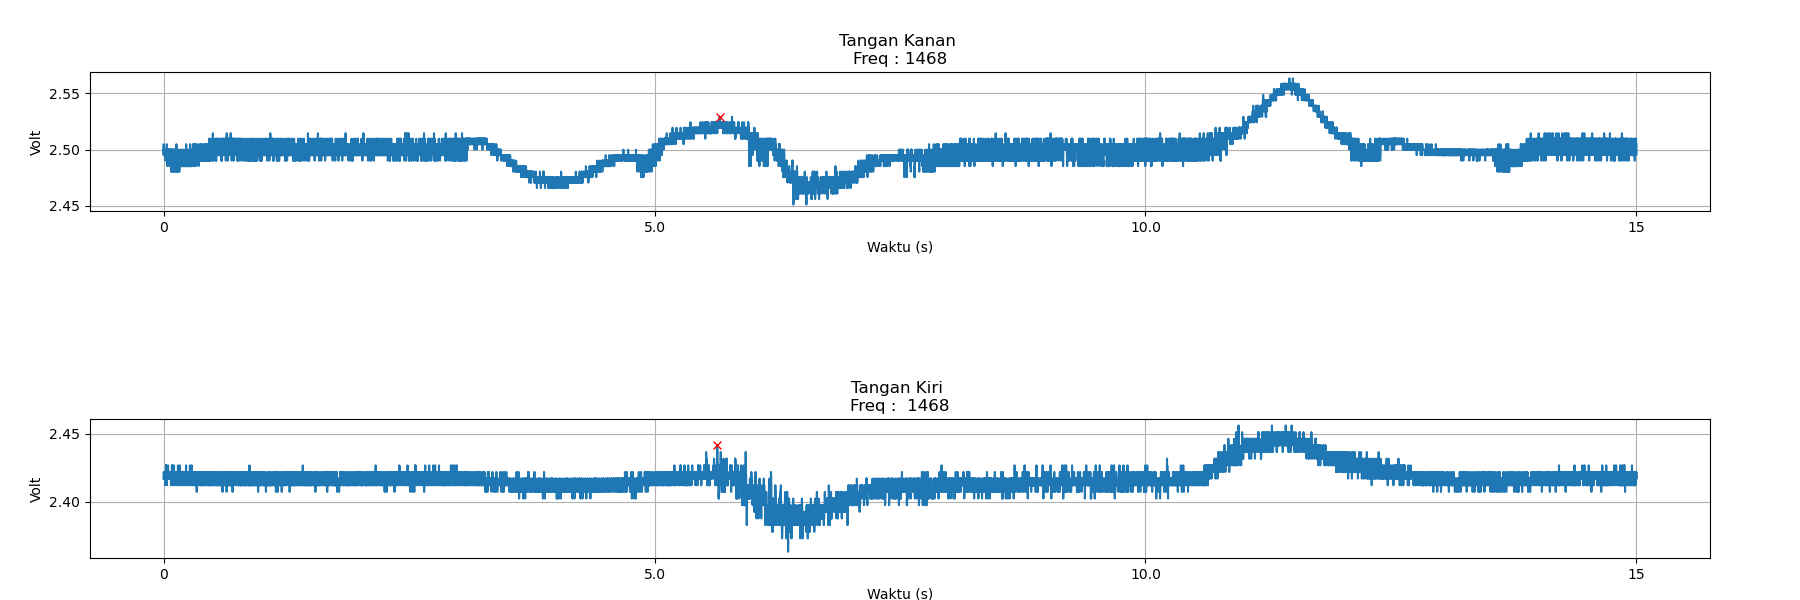 Tangan Kanan
Freq : 1468
Volt
2.55
2.50
2.45
0
5.0
10.0
15
Waktu (s)
Tangan Kiri
Freq :  1468
Volt
2.45
2.40
0
5.0
10.0
15
Waktu (s)